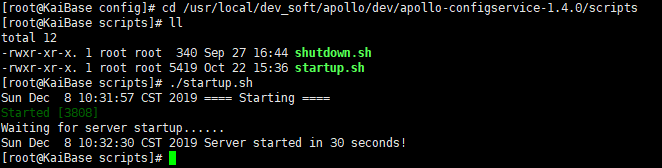 [root@KaiBase config]# cd /usr/local/dev_soft/apollo/dev/apollo-configservice-1.4.0/scripts
[root@KaiBase scripts]# ll
total 12
-rwxr-xr-x. 1 root root  340 Sep 27 16:44 shutdown.sh
-rwxr-xr-x. 1 root root 5419 Oct 22 15:36 startup.sh
[root@KaiBase scripts]# ./startup.sh
Sun Dec  8 10:31:57 CST 2019 ==== Starting ====
Started [3808]
Waiting for server startup......
Sun Dec  8 10:32:30 CST 2019 Server started in 30 seconds!
[root@KaiBase scripts]#